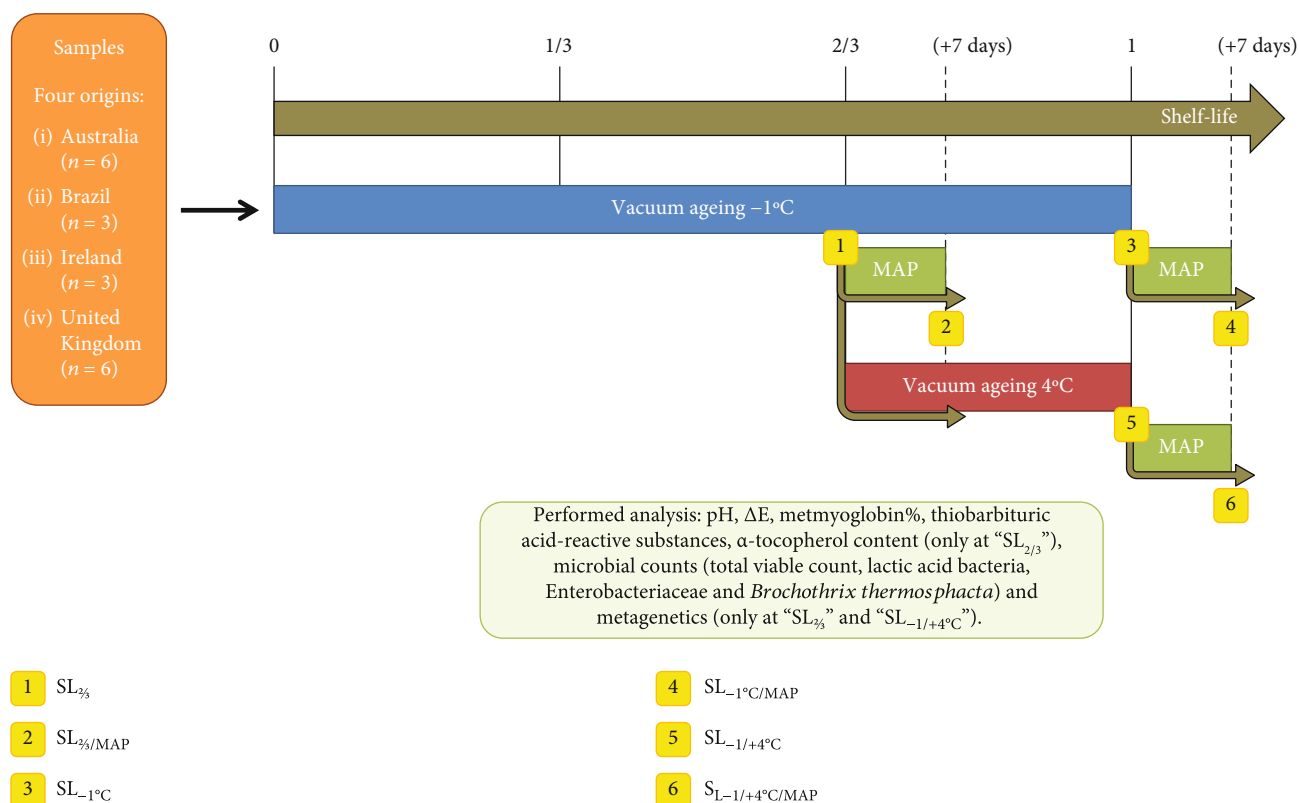 Samples
Four origins:
(i) Australia
(n = 6)
(ii) Brazil
(n = 3)
(iii) Ireland
(n = 3)
(iv) United
Kingdom
(n = 6)
0 1/3 2/3 (+7 days) 1 (+7 days)
Shelf-life
Vacuum ageing −1ºC
1 3
MAP MAP
2 4
Vacuum ageing 4ºC
5
MAP
6
Performed analysis: pH, ΔE, metmyoglobin%, thiobarbituric
acid-reactive substances, α-tocopherol content (only at “SL2/3”),
microbial counts (total viable count, lactic acid bacteria,
Enterobacteriaceae and Brochothrix thermosphacta) and
metagenetics (only at “SL⅔” and “SL−1/+4°C”).
1 SL⅔
2 SL⅔/MAP
3 SL−1°C
4 SL−1°C/MAP
5 SL−1/+4°C
6 SL−1/+4°C/MAP